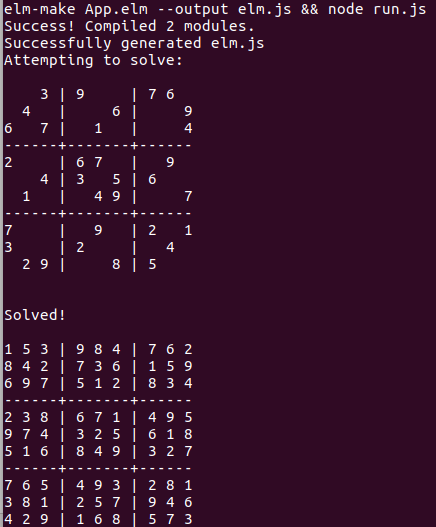 elm-make App.elm --output elm.js && node run.js
Success! Compiled 2 modules.
Successfully generated elm.js
Attempting to solve:
    3 | 9     | 7 6
  4   |     6 |     9
6   7 |   1   |     4
------+-------+------
2     | 6 7   |   9
    4 | 3   5 | 6
  1   |   4 9 |     7
------+-------+------
7     |   9   | 2   1
3     | 2     |   4
  2 9 |     8 | 5
Solved!
1 5 3 | 9 8 4 | 7 6 2
8 4 2 | 7 3 6 | 1 5 9
6 9 7 | 5 1 2 | 8 3 4
------+-------+------
2 3 8 | 6 7 1 | 4 9 5
9 7 4 | 3 2 5 | 6 1 8
5 1 6 | 8 4 9 | 3 2 7
------+-------+------
7 6 5 | 4 9 3 | 2 8 1
3 8 1 | 2 5 7 | 9 4 6
4 2 9 | 1 6 8 | 5 7 3